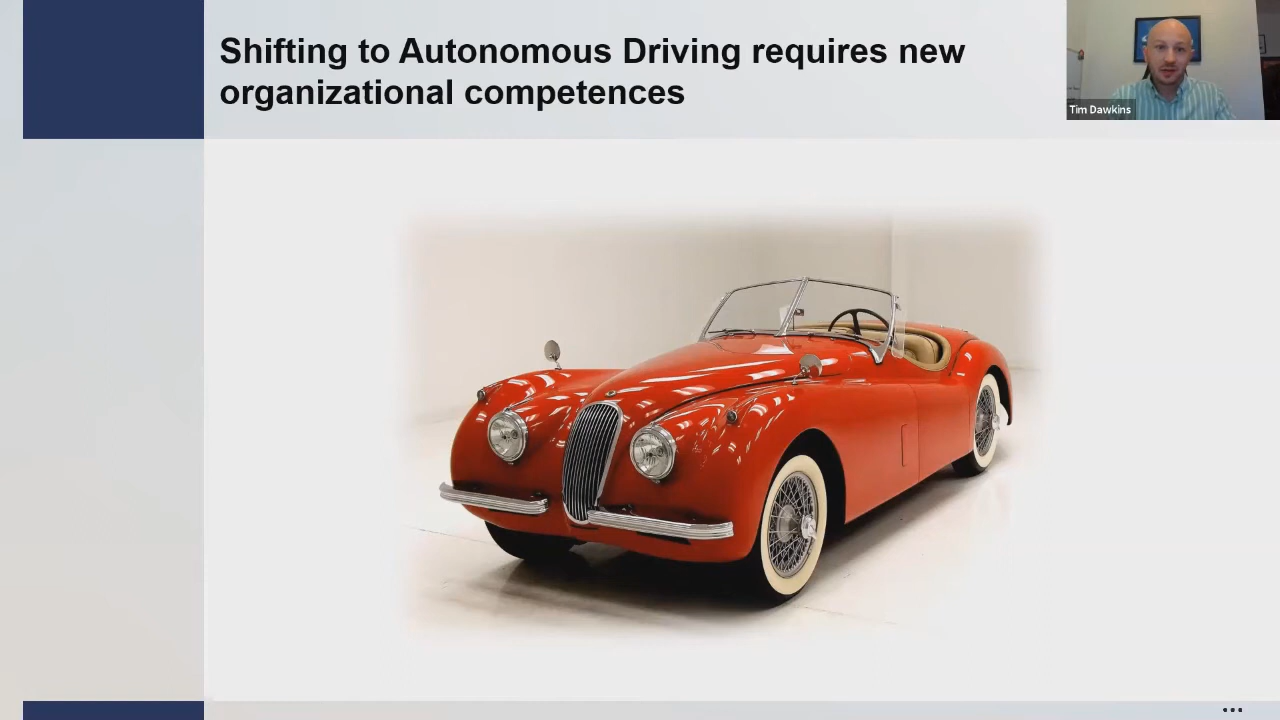 Shifting to Autonomous Driving requires new
organizational competences
Tim Dawkins